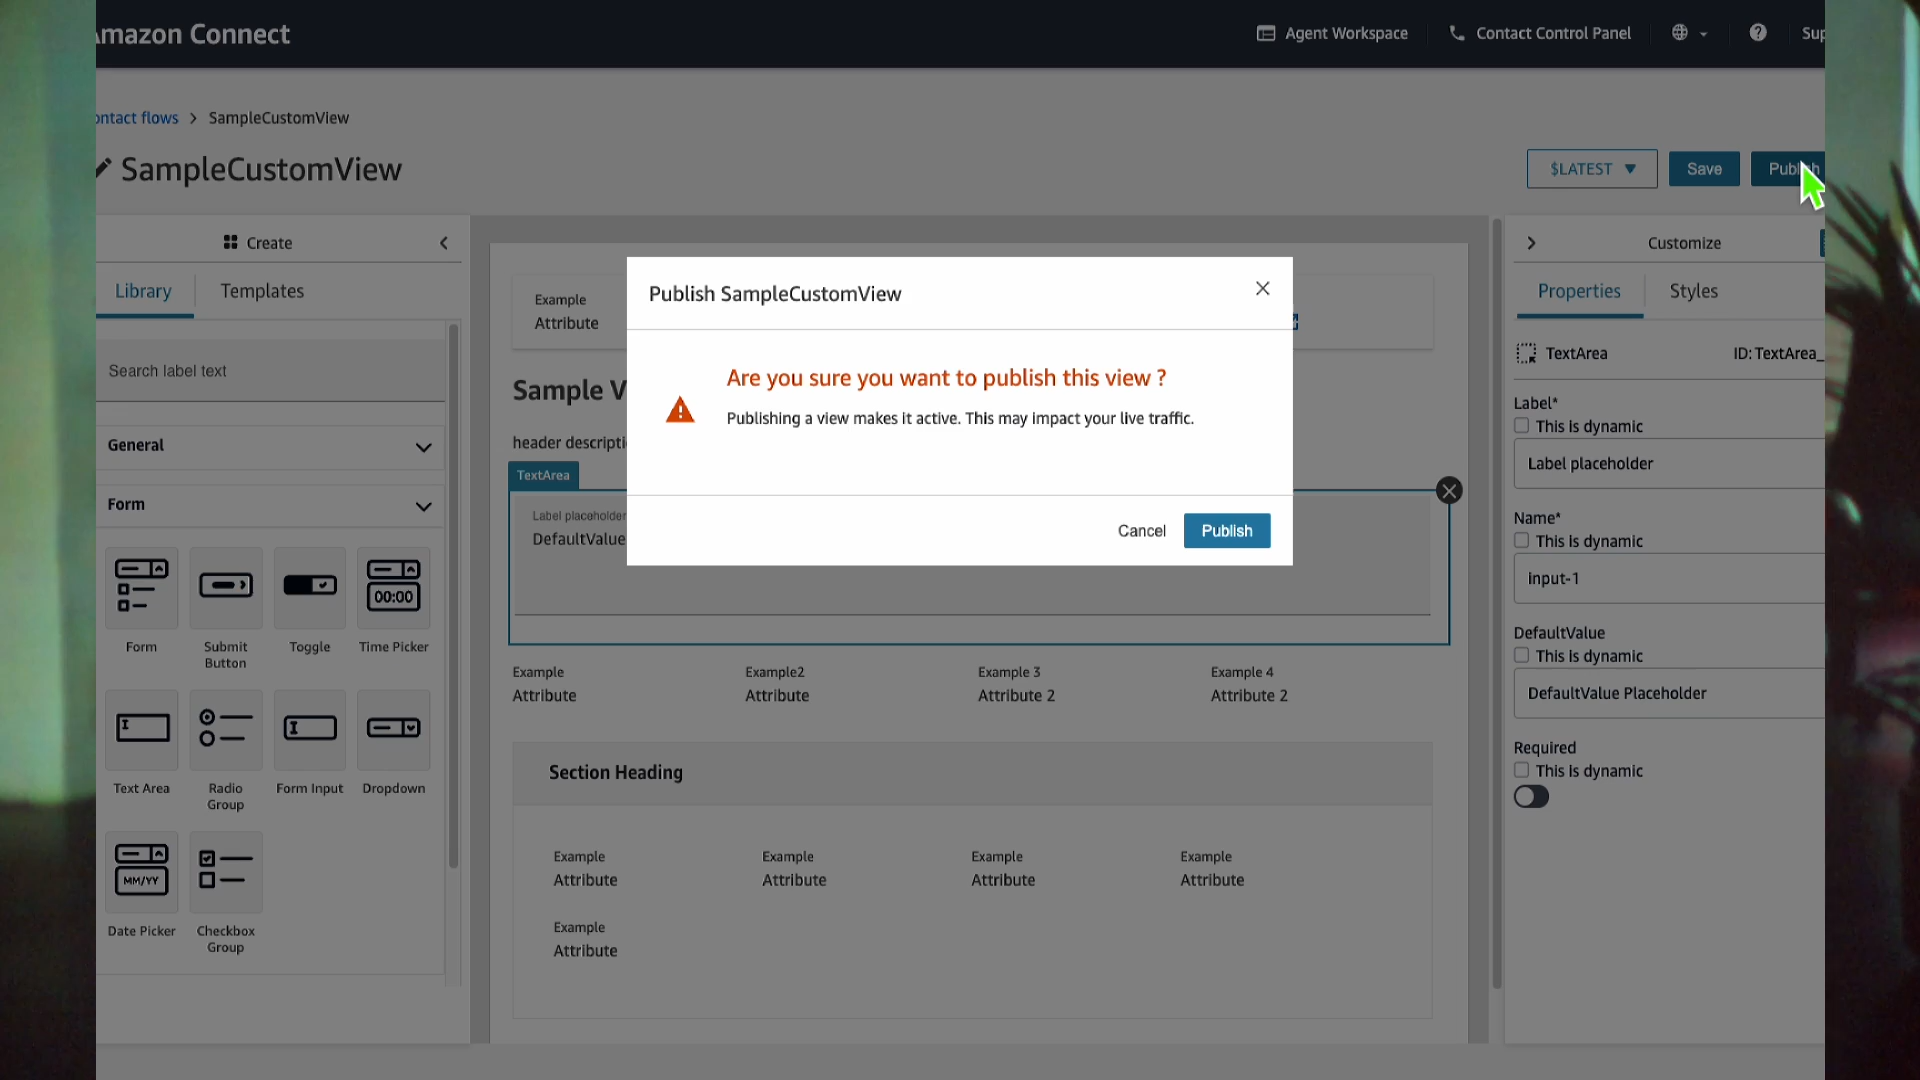 Amazon Connect
Agent Workspace
Contact Control Panel
Sup
ontact flows > SampleCustomView
SampleCustomView
$LATEST
Save
Publish
Create
Library
Templates
Search label text
General
Form
00:00
Form
Submit
Button
Toggle
Time Picker
Text Area
Radio
Group
Form Input
Dropdown
MM/YY
Date Picker
Checkbox
Group
Example
Attribute
Sample V
header descripti
TextArea
Label placeholder
DefaultValue
Publish SampleCustomView
Are you sure you want to publish this view ?
Publishing a view makes it active. This may impact your live traffic.
Cancel
Publish
Example
Attribute
Example2
Attribute
Example 3
Attribute 2
Example 4
Attribute 2
Section Heading
Example
Attribute
Example
Attribute
Example
Attribute
Example
Attribute
Example
Attribute
Customize
Properties
Styles
TextArea
ID: TextArea_
Label*
This is dynamic
Label placeholder
Name*
This is dynamic
input-1
DefaultValue
This is dynamic
DefaultValue Placeholder
Required
This is dynamic